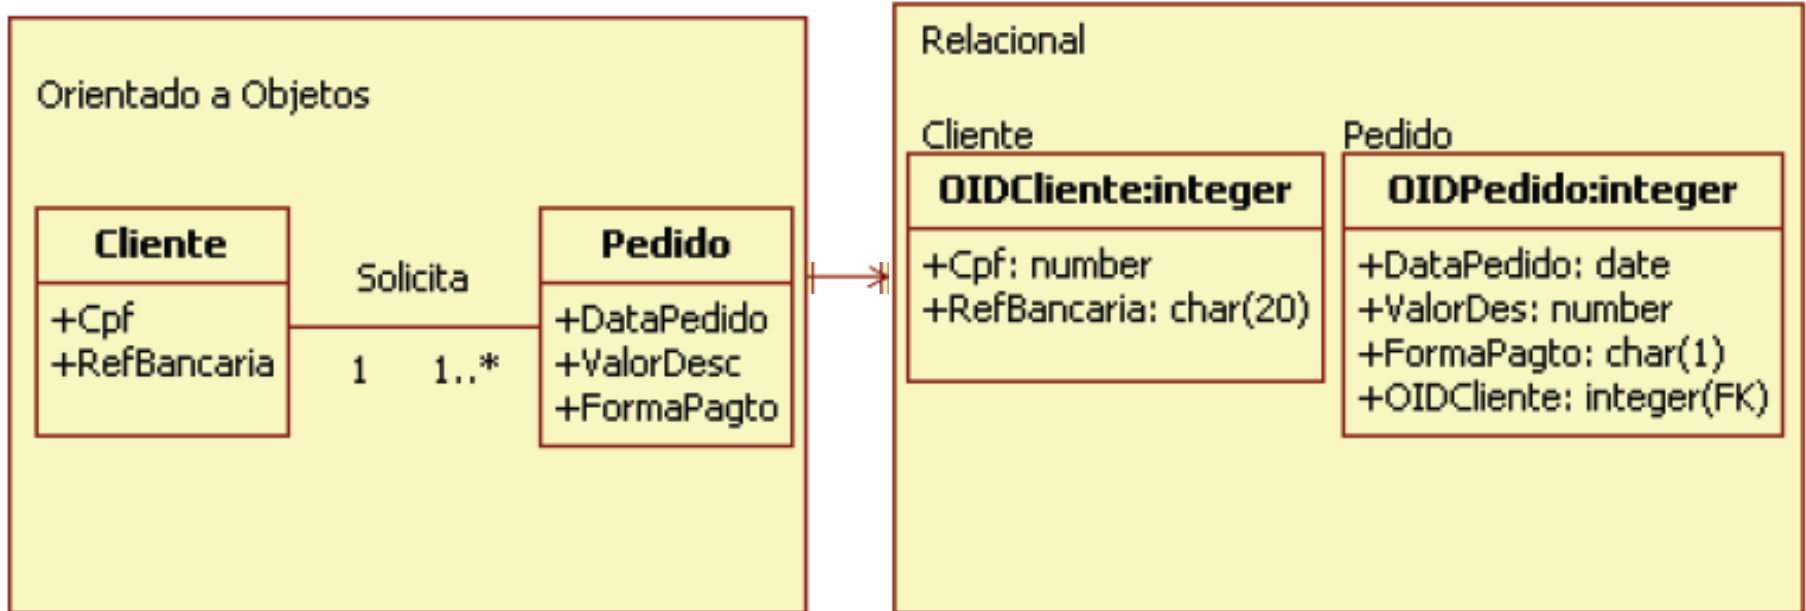 Orientado a Objetos
Cliente
+Cpf
+RefBancaria
Solicita
1 1..*
Pedido
+DataPedido
+ValorDesc
+FormaPagto
Relacional
Cliente
OIDCliente:integer
+Cpf: number
+RefBancaria: char(20)
Pedido
OIDPedido:integer
+DataPedido: date
+ValorDes: number
+FormaPagto: char(1)
+OIDCliente: integer(FK)